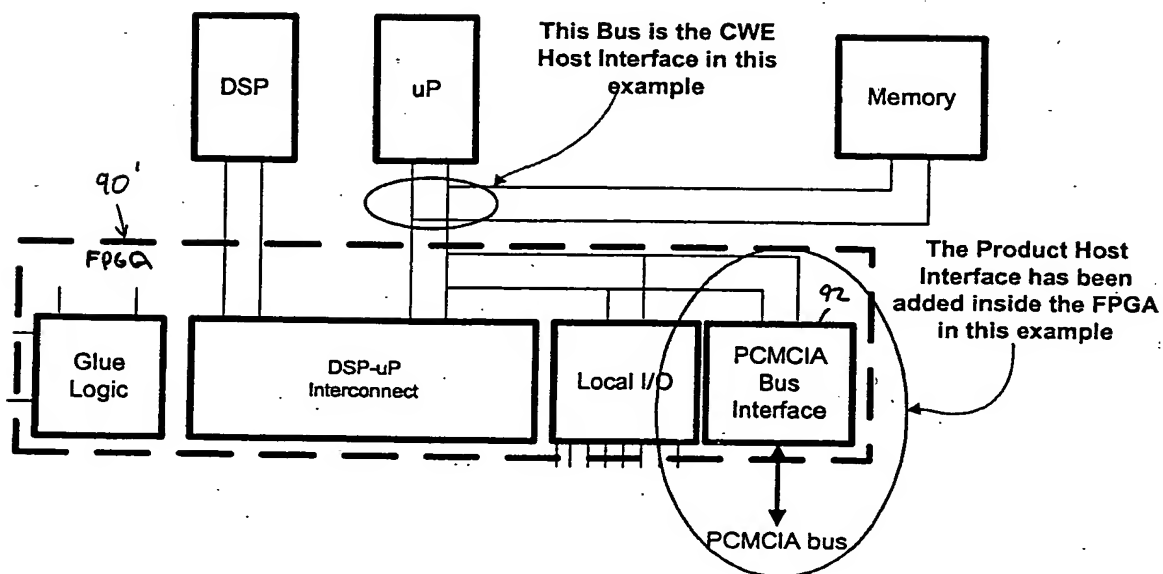 This Bus is the CWE
Host Interface in this
example
DSP
uP
Memory
90'
FPGA
The Product Host
Interface has been
added inside the FPGA
in this example
92
Glue
Logic
DSP-uP
Interconnect
Local I/O
PCMCIA
Bus
Interface
PCMCIA bus